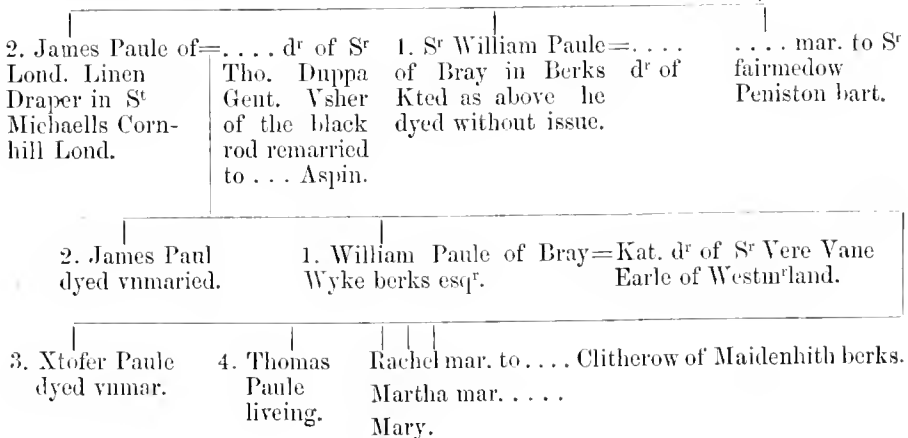 2. James Paule of=. . . . dʳ of Sʳ
Lond. Linen
Draper in Sᵗ
Michaells Corn-
hill Lond.
Tho. Duppa
Gent. Vsher
of the black
rod remarried
to . . . Aspin.
1. Sʳ William Paule=. . . .
of Bray in Berks dʳ of
Kted as above he
dyed without issue.
. . . . mar. to Sʳ
fairmedow
Peniston bart.
2. James Paul
dyed vnmaried.
1. William Paule of Bray=Kat. dʳ of Sʳ Vere Vane
Wyke berks esqʳ.
Earle of Westmʳland.
3. Xtofer Paule
dyed vnmar.
4. Thomas
Paule
liveing.
Rachel mar. to . . . . Clitherow of Maidenhith berks.
Martha mar. . . . .
Mary.